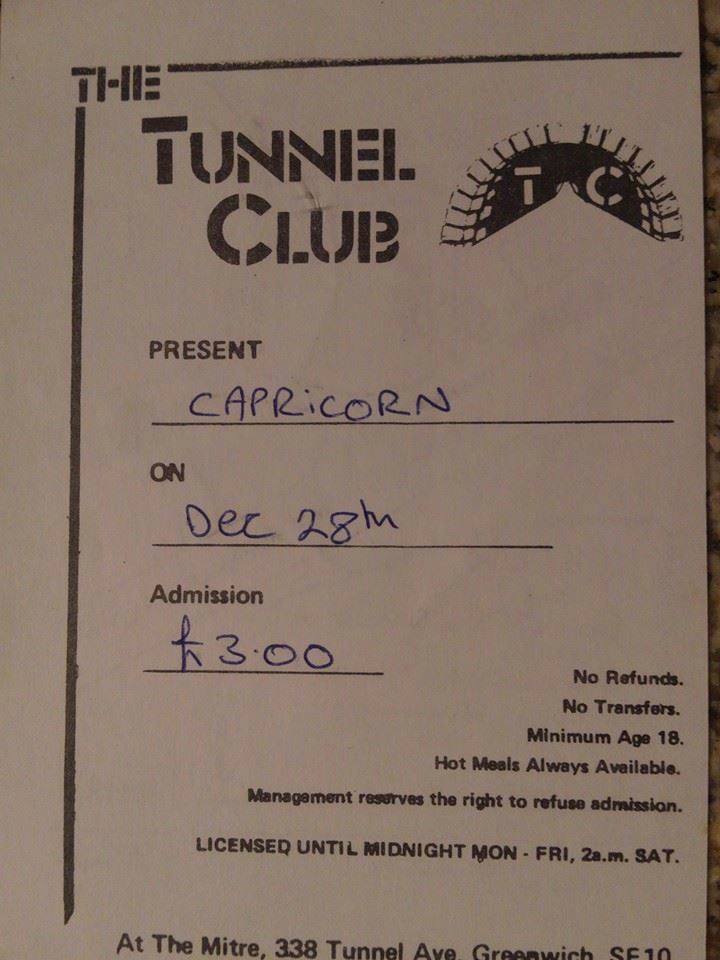 THE
TUNNEL
CLUB
T C
PRESENT
CAPRICORN
ON
Dec 28th
Admission
£3.00
No Refunds.
No Transfers.
Minimum Age 18.
Hot Meals Always Available.
Management reserves the right to refuse admission.
LICENSED UNTIL MIDNIGHT MON - FRI, 2a.m. SAT.
At The Mitre, 338 Tunnel Ave, Greenwich, SE10